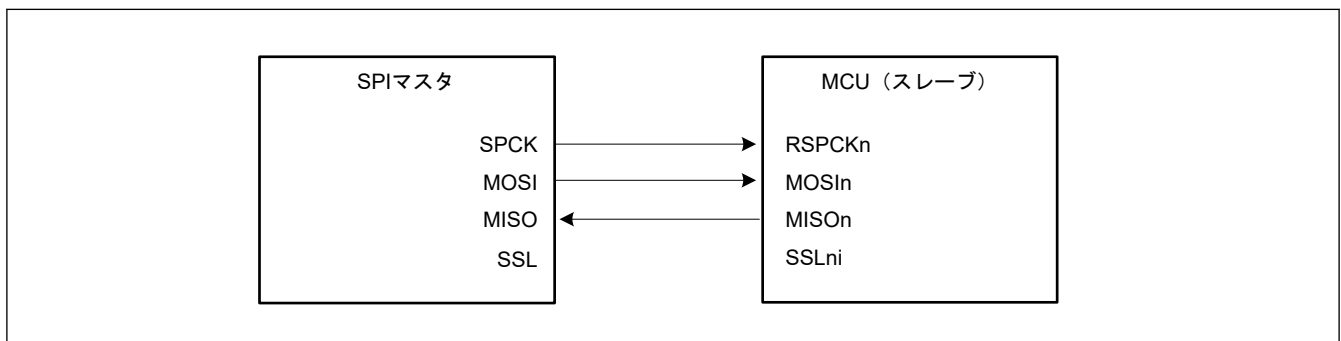 SPIマスタ
SPCK
MOSI
MISO
SSL
MCU（スレーブ）
RSPCKn
MOSIn
MISOn
SSLni